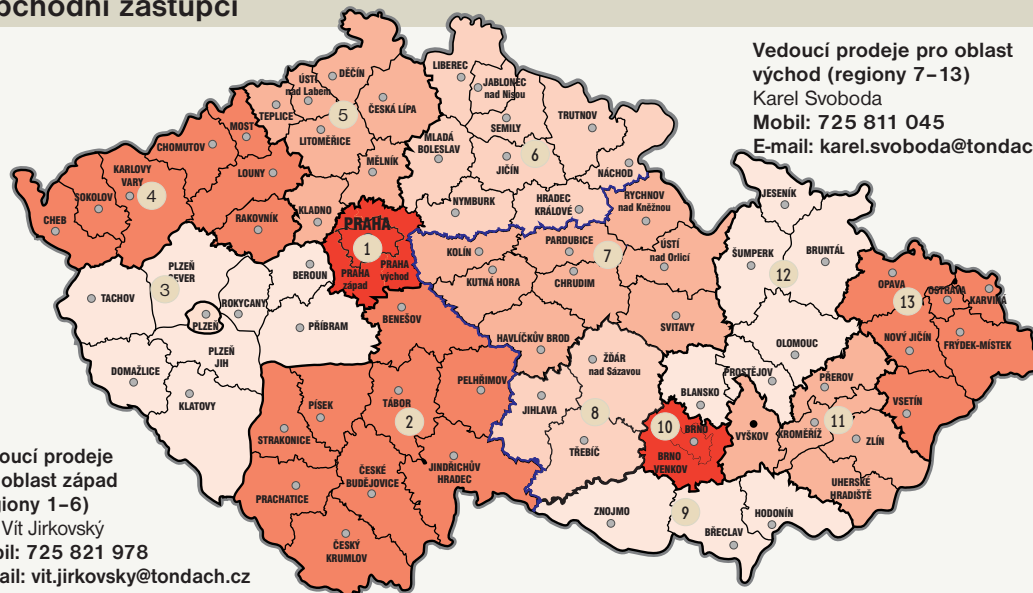 bchodní zástupci
Vedoucí prodeje pro oblast
východ (regiony 7–13)
Karel Svoboda
Mobil: 725 811 045
E-mail: karel.svoboda@tondac
LIBEREC
JABLONEC
nad Nisou
SEMILY
TRUTNOV
MLADÁ
BOLESLAV
6
JIČÍN
NÁCHOD
NYMBURK
HRADEC
KRÁLOVÉ
ÚSTÍ
nad Labem
DĚČÍN
TEPLICE
5
ČESKÁ LÍPA
LITOMĚŘICE
MĚLNÍK
KLADNO
MOST
CHOMUTOV
LOUNY
KARLOVY
VARY
4
SOKOLOV
CHEB
RAKOVNÍK
PRAHA
1
PRAHA
západ
PRAHA
východ
BEROUN
PŘÍBRAM
PLZEŇ
SEVER
3
TACHOV
ROKYCANY
PLZEŇ
PLZEŇ
JIH
DOMAŽLICE
KLATOVY
BENEŠOV
PELHŘIMOV
TÁBOR
2
PÍSEK
STRAKONICE
ČESKÉ
BUDĚJOVICE
JINDŘICHŮV
HRADEC
PRACHATICE
ČESKÝ
KRUMLOV
RYCHNOV
nad Kněžnou
KOLÍN
PARDUBICE
7
ÚSTÍ
nad Orlicí
KUTNÁ HORA
CHRUDIM
SVITAVY
HAVLÍČKŮV BROD
ŽĎÁR
nad Sázavou
JIHLAVA
8
TŘEBÍČ
JESENÍK
ŠUMPERK
BRUNTÁL
12
OLOMOUC
PROSTĚJOV
BLANSKO
10
BRNO
BRNO
VENKOV
VYŠKOV
ZNOJMO
9
BŘECLAV
HODONÍN
OPAVA
13
OSTRAVA
KARVINÁ
NOVÝ JIČÍN
FRÝDEK-MÍSTEK
VSETÍN
PŘEROV
KROMĚŘÍŽ
11
ZLÍN
UHERSKÉ
HRADIŠTĚ
doucí prodeje
oblast západ
giony 1–6)
Vít Jirkovský
bil: 725 821 978
ail: vit.jirkovsky@tondach.cz